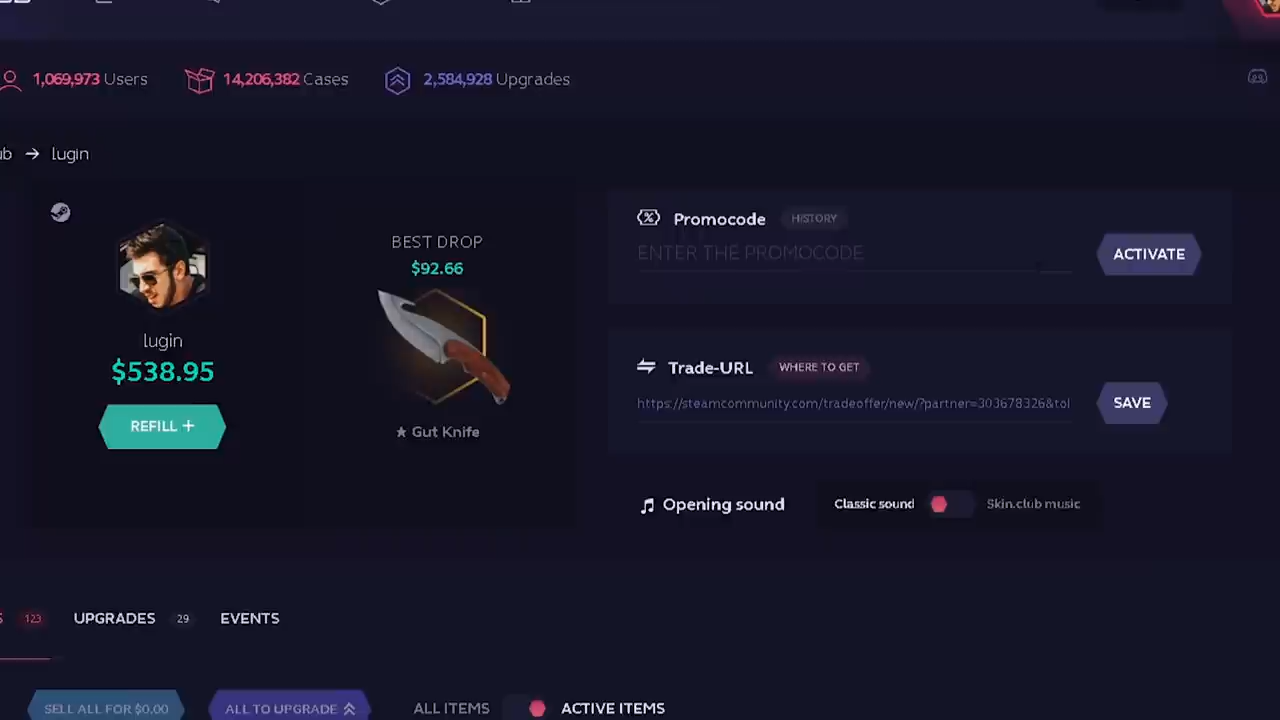 1,069,973 Users
14,206,382 Cases
2,584,928 Upgrades
ub → lugin
BEST DROP
$92.66
lugin
$538.95
REFILL +
★ Gut Knife
Promocode
HISTORY
ENTER THE PROMOCODE
ACTIVATE
Trade-URL
WHERE TO GET
https://steamcommunity.com/tradeoffer/new/?partner=303678326&tol
SAVE
Opening sound
Classic sound
Skin.club music
S 123
UPGRADES 29
EVENTS
SELL ALL FOR $0.00
ALL TO UPGRADE
ALL ITEMS
ACTIVE ITEMS